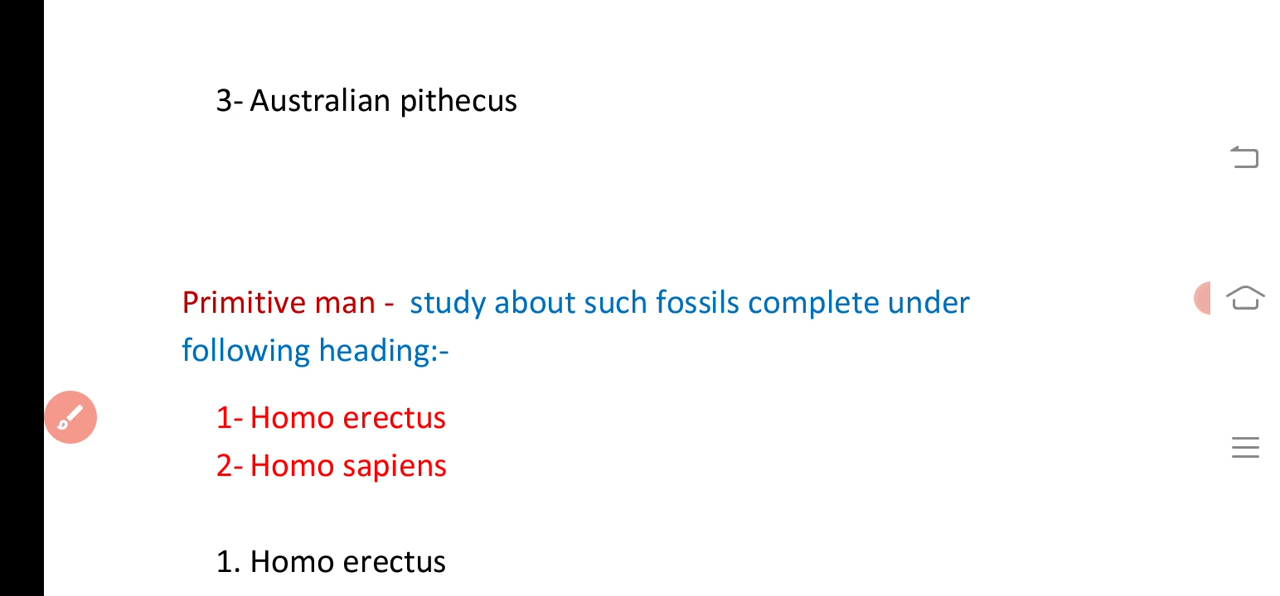 3- Australian pithecus
Primitive man - study about such fossils complete under
following heading:-
1- Homo erectus
2- Homo sapiens
1. Homo erectus